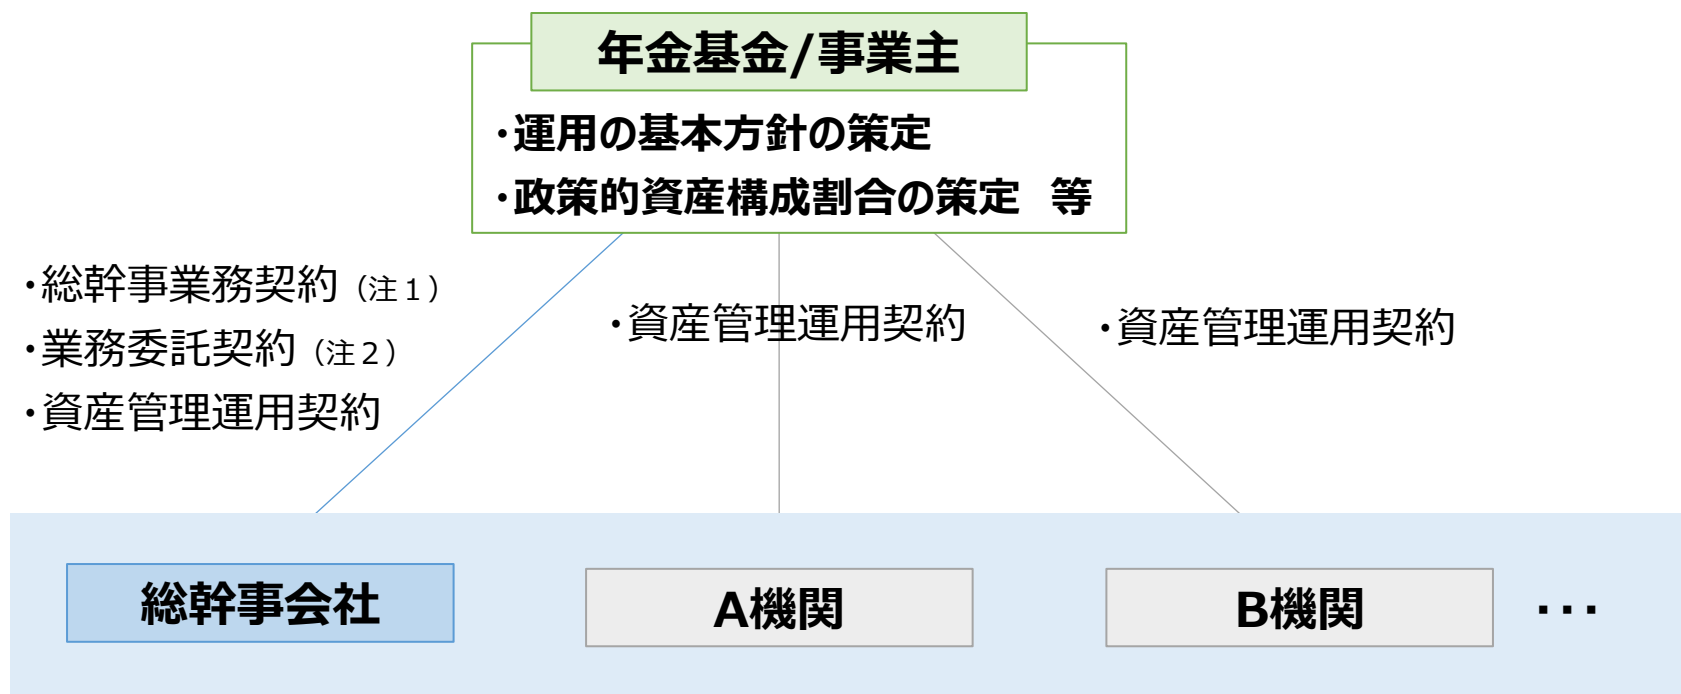 年金基金/事業主
・運用の基本方針の策定
・政策的資産構成割合の策定　等
・総幹事業務契約（注１）
・業務委託契約（注２）
・資産管理運用契約
・資産管理運用契約
・資産管理運用契約
総幹事会社
A機関
B機関
・・・